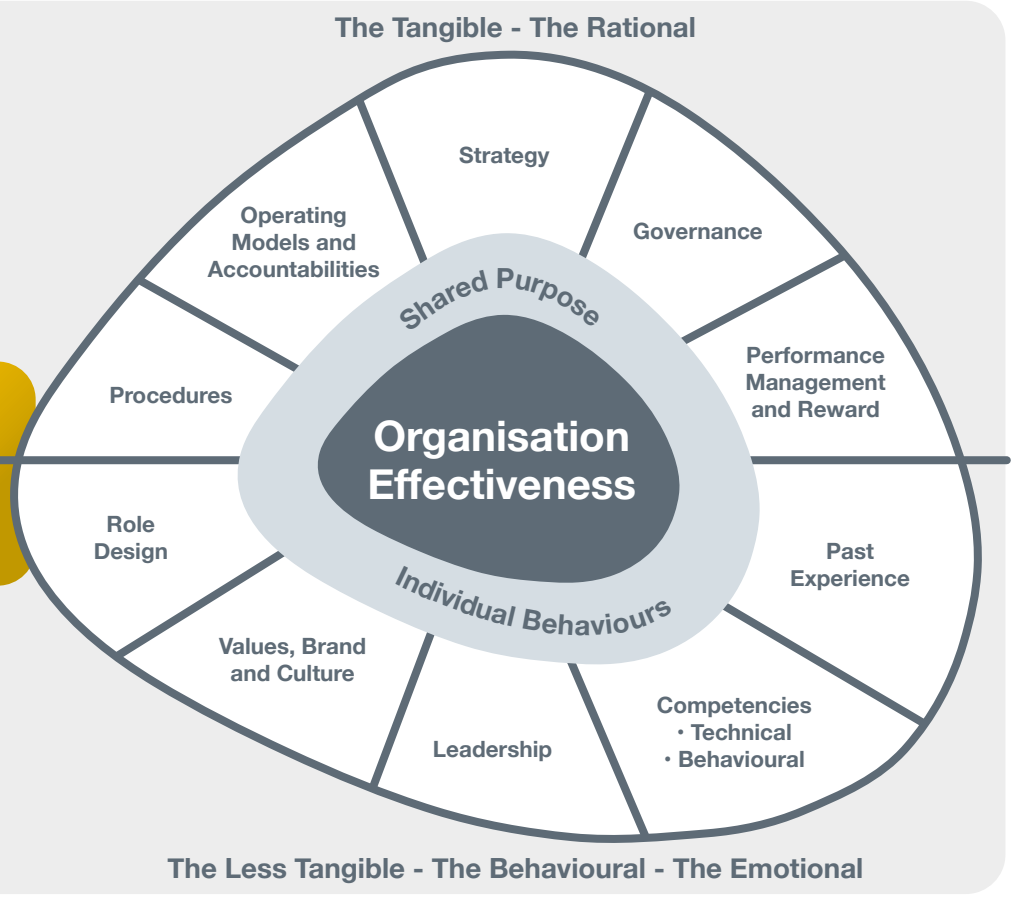 The Tangible - The Rational
Strategy
Operating
Models and
Accountabilities
Governance
Shared Purpose
Procedures
Performance
Management
and Reward
Organisation
Effectiveness
Role
Design
Past
Experience
Individual Behaviours
Values, Brand
and Culture
Leadership
Competencies
• Technical
• Behavioural
The Less Tangible - The Behavioural - The Emotional